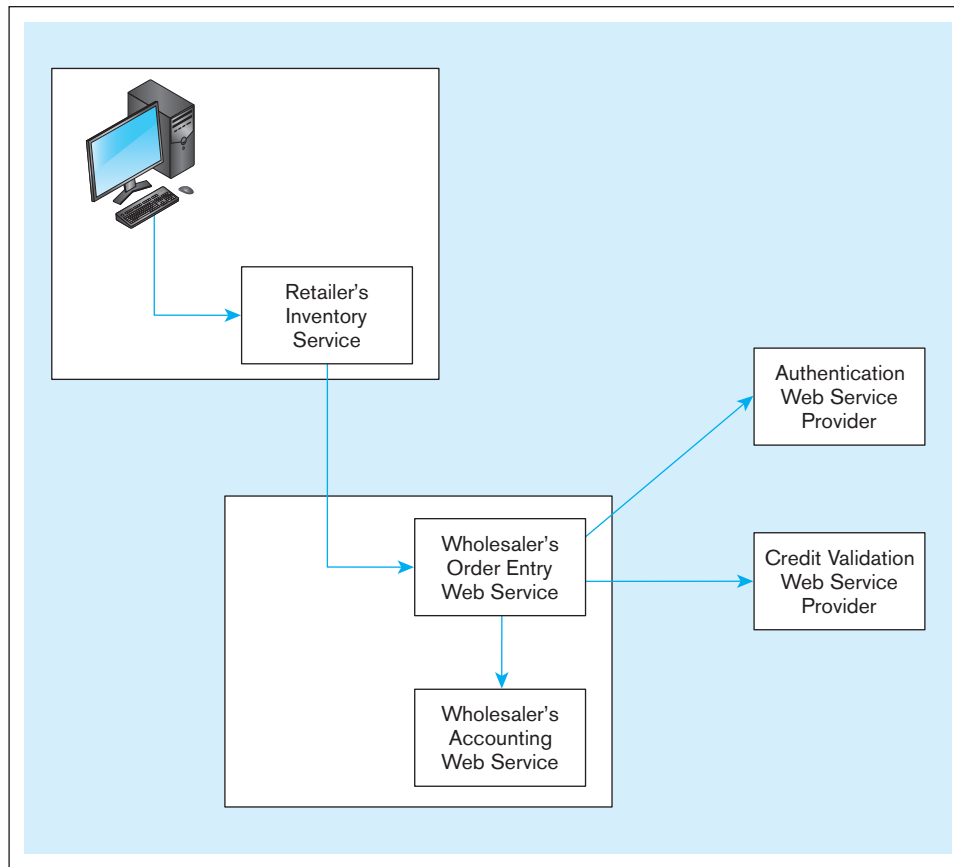 Retailer's
Inventory
Service
Authentication
Web Service
Provider
Wholesaler's
Order Entry
Web Service
Credit Validation
Web Service
Provider
Wholesaler's
Accounting
Web Service